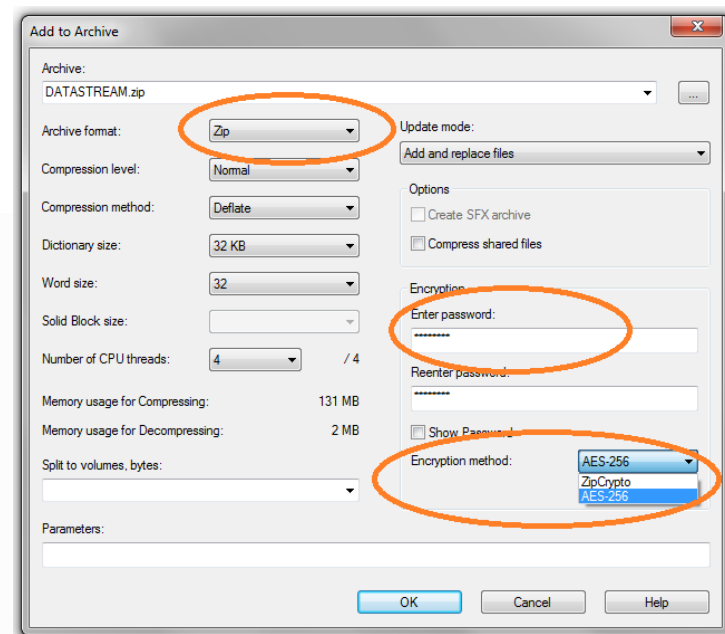 Add to Archive
Archive:
DATASTREAM.zip
...
Archive format:
Zip
Compression level:
Normal
Compression method:
Deflate
Dictionary size:
32 KB
Word size:
32
Solid Block size:
Number of CPU threads:
4
/ 4
Memory usage for Compressing:
131 MB
Memory usage for Decompressing:
2 MB
Split to volumes, bytes:
Update mode:
Add and replace files
Options
Create SFX archive
Compress shared files
Encryption
Enter password:
********
Reenter password:
********
Show Password
Encryption method:
AES-256
ZipCrypto
AES-256
Parameters:
OK
Cancel
Help